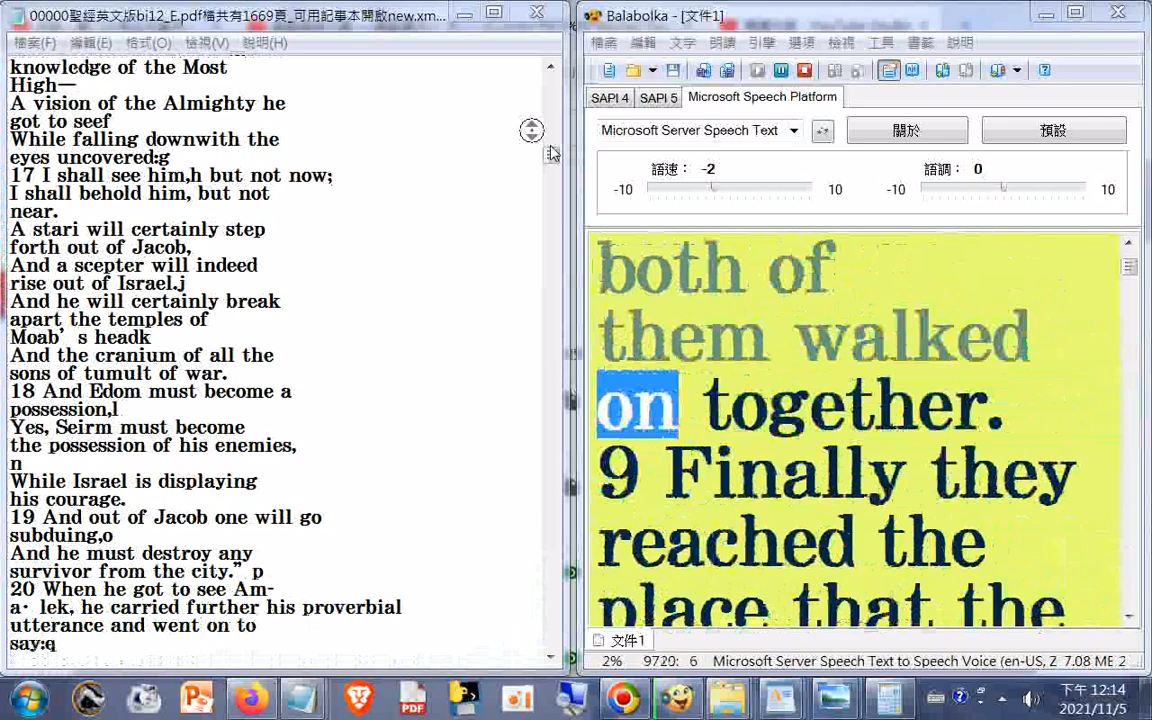 00000聖經英文版bi12_E.pdf檔共有1669頁_可用記事本開啟new.xm...
檔案(F) 編輯(E) 格式(O) 檢視(V) 說明(H)
knowledge of the Most
High—
A vision of the Almighty he
got to seef
While falling downwith the
eyes uncovered:g
17 I shall see him,h but not now;
I shall behold him, but not
near.
A stari will certainly step
forth out of Jacob,
And a scepter will indeed
rise out of Israel.j
And he will certainly break
apart the temples of
Moab’s headk
And the cranium of all the
sons of tumult of war.
18 And Edom must become a
possession,l
Yes, Seirm must become
the possession of his enemies,
n
While Israel is displaying
his courage.
19 And out of Jacob one will go
subduing,o
And he must destroy any
survivor from the city.” p
20 When he got to see Am-
a·lek, he carried further his proverbial
utterance and went on to
say:q
Balabolka - [文件1]
檔案 編輯 文字 朗讀 引擎 選項 檢視 工具 書籤 說明
SAPI 4 SAPI 5 Microsoft Speech Platform
Microsoft Server Speech Text 關於 預設
語速： -2 語調： 0
-10 10 -10 10
both of
them walked
on together.
9 Finally they
reached the
place that the
文件1
2% 9720: 6 Microsoft Server Speech Text to Speech Voice (en-US, Z 7.08 ME 2
PDF
下午 12:14
2021/11/5